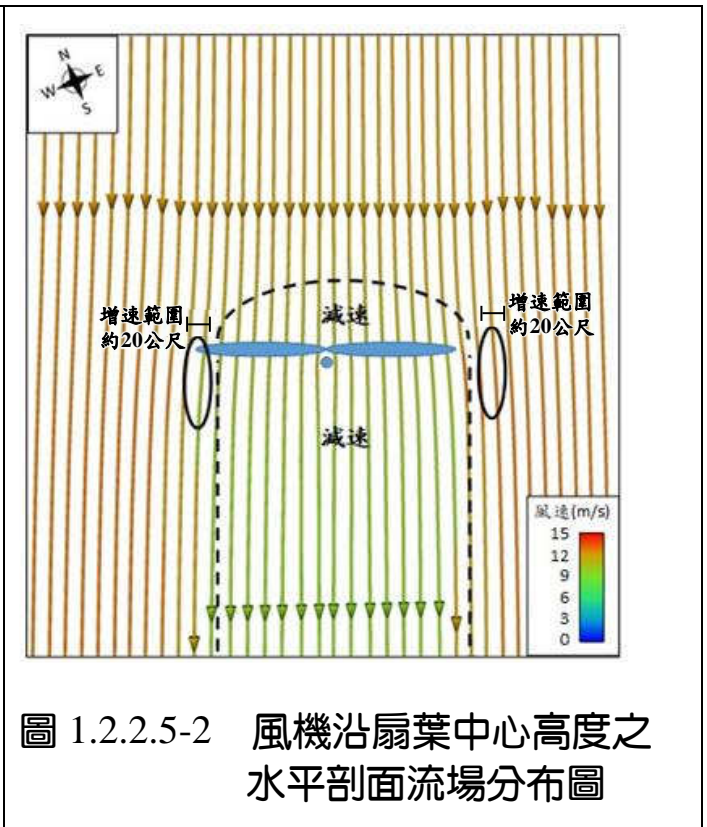 N
W E
S
增速範圍
約20公尺
減速
增速範圍
約20公尺
減速
風速(m/s)
15
12
9
6
3
0
圖 1.2.2.5-2 風機沿扇葉中心高度之
水平剖面流場分布圖